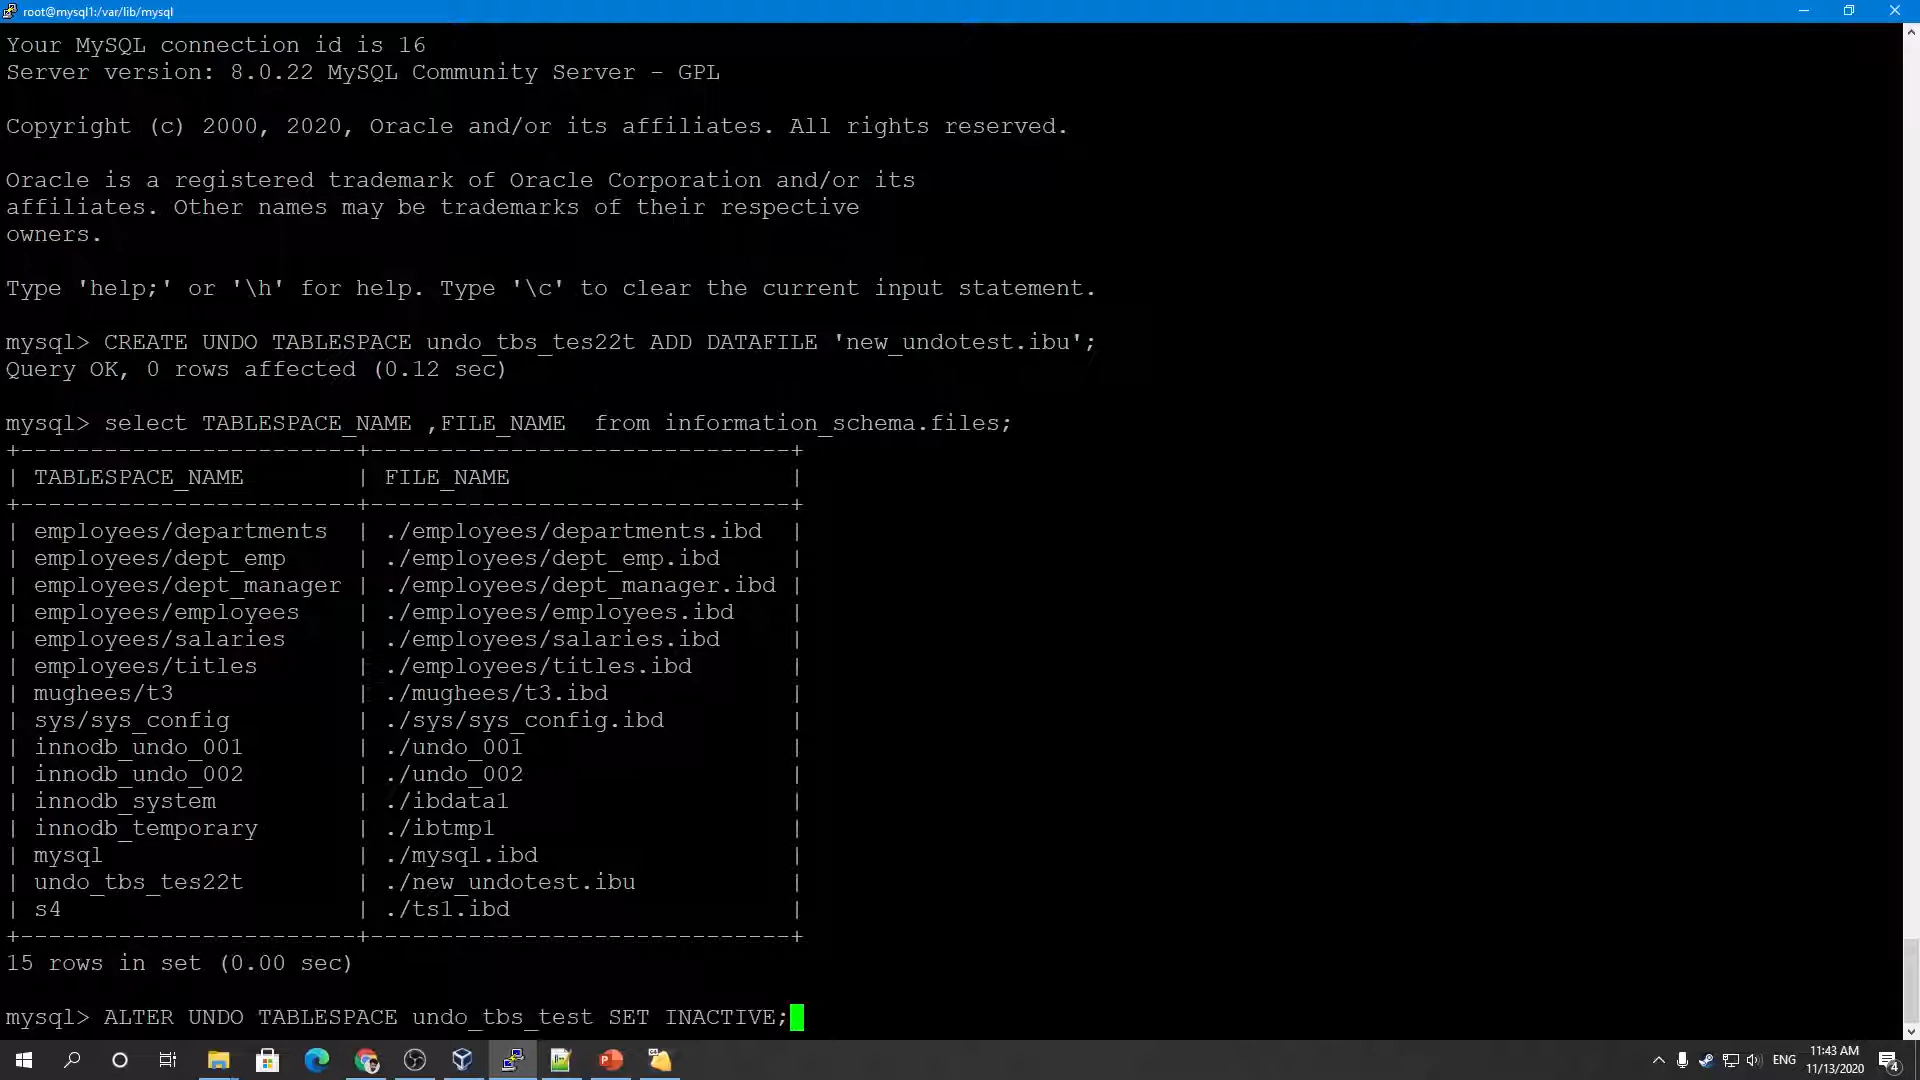 root@mysql1:/var/lib/mysql
Your MySQL connection id is 16
Server version: 8.0.22 MySQL Community Server - GPL
Copyright (c) 2000, 2020, Oracle and/or its affiliates. All rights reserved.
Oracle is a registered trademark of Oracle Corporation and/or its
affiliates. Other names may be trademarks of their respective
owners.
Type 'help;' or '\h' for help. Type '\c' to clear the current input statement.
mysql> CREATE UNDO TABLESPACE undo_tbs_tes22t ADD DATAFILE 'new_undotest.ibu';
Query OK, 0 rows affected (0.12 sec)
mysql> select TABLESPACE_NAME ,FILE_NAME  from information_schema.files;
+------------------------+------------------------------+
| TABLESPACE_NAME        | FILE_NAME                    |
+------------------------+------------------------------+
| employees/departments  | ./employees/departments.ibd  |
| employees/dept_emp     | ./employees/dept_emp.ibd     |
| employees/dept_manager | ./employees/dept_manager.ibd |
| employees/employees    | ./employees/employees.ibd    |
| employees/salaries     | ./employees/salaries.ibd     |
| employees/titles       | ./employees/titles.ibd       |
| mughees/t3             | ./mughees/t3.ibd             |
| sys/sys_config         | ./sys/sys_config.ibd         |
| innodb_undo_001        | ./undo_001                   |
| innodb_undo_002        | ./undo_002                   |
| innodb_system          | ./ibdata1                    |
| innodb_temporary       | ./ibtmp1                     |
| mysql                  | ./mysql.ibd                  |
| undo_tbs_tes22t        | ./new_undotest.ibu           |
| s4                     | ./ts1.ibd                    |
+------------------------+------------------------------+
15 rows in set (0.00 sec)
mysql> ALTER UNDO TABLESPACE undo_tbs_test SET INACTIVE;
ENG
11:43 AM
11/13/2020
4